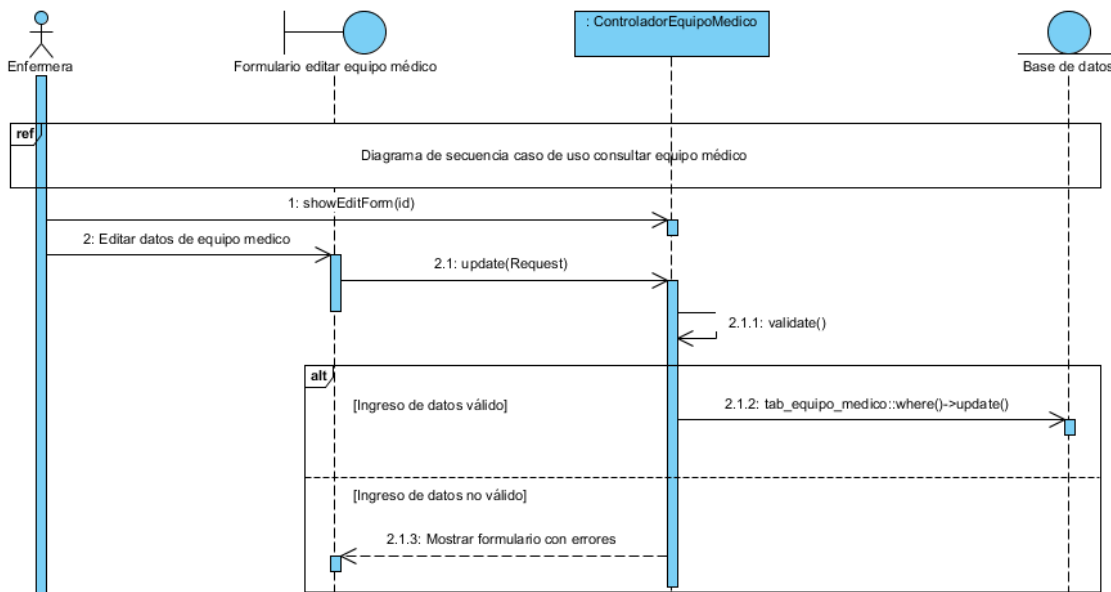 : ControladorEquipoMedico
Enfermera
Formulario editar equipo médico
Base de datos
ref
Diagrama de secuencia caso de uso consultar equipo médico
1: showEditForm(id)
2: Editar datos de equipo medico
2.1: update(Request)
2.1.1: validate()
alt
[Ingreso de datos válido]
2.1.2: tab_equipo_medico::where()->update()
[Ingreso de datos no válido]
2.1.3: Mostrar formulario con errores